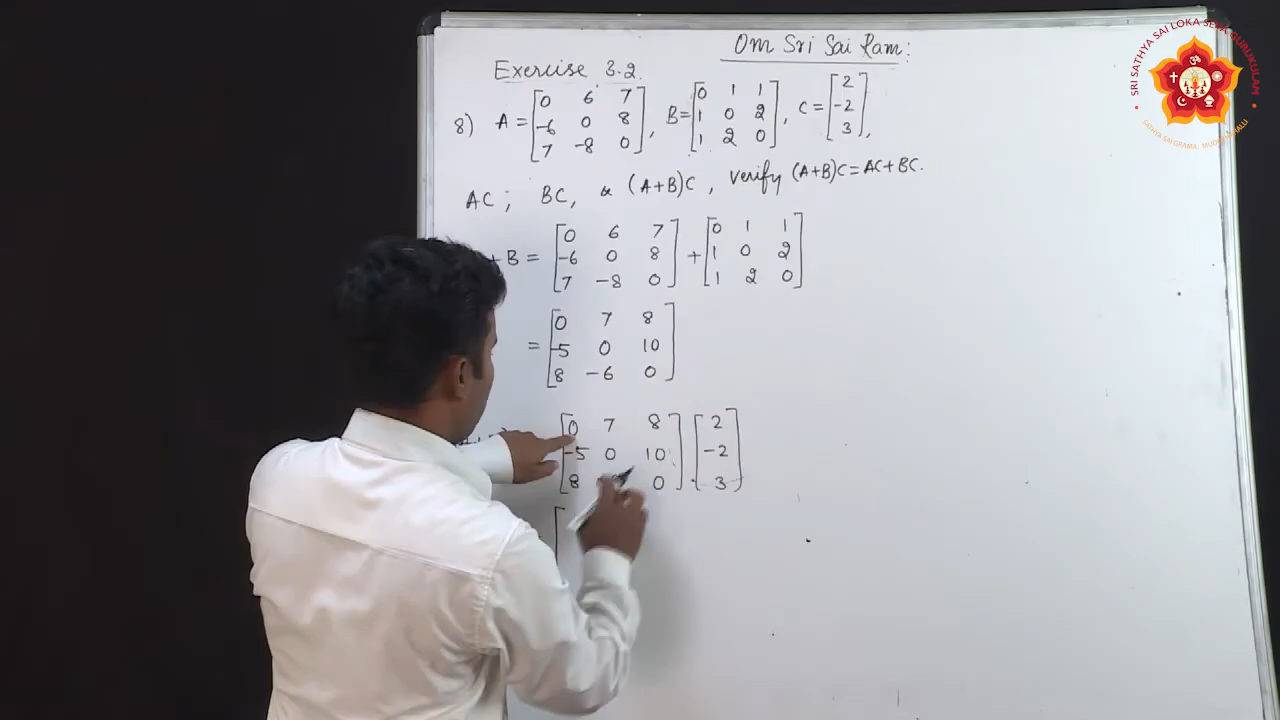 Om Sri Sai Ram:
Exercise 3.2.
8) A = [0 6 7; -6 0 8; 7 -8 0], B = [0 1 1; 1 0 2; 1 2 0], C = [2; -2; 3],
AC; BC, & (A+B)C, verify (A+B)C = AC + BC.
+ B = [0 6 7; -6 0 8; 7 -8 0] + [0 1 1; 1 0 2; 1 2 0]
= [0 7 8; -5 0 10; 8 -6 0]
[0 7 8; -5 0 10; 8 0] . [2; -2; 3]
[
SRI SATHYA SAI LOKA SEVA GURUKULAM
SATHYA SAI GRAMA, MUDDENAHALLI